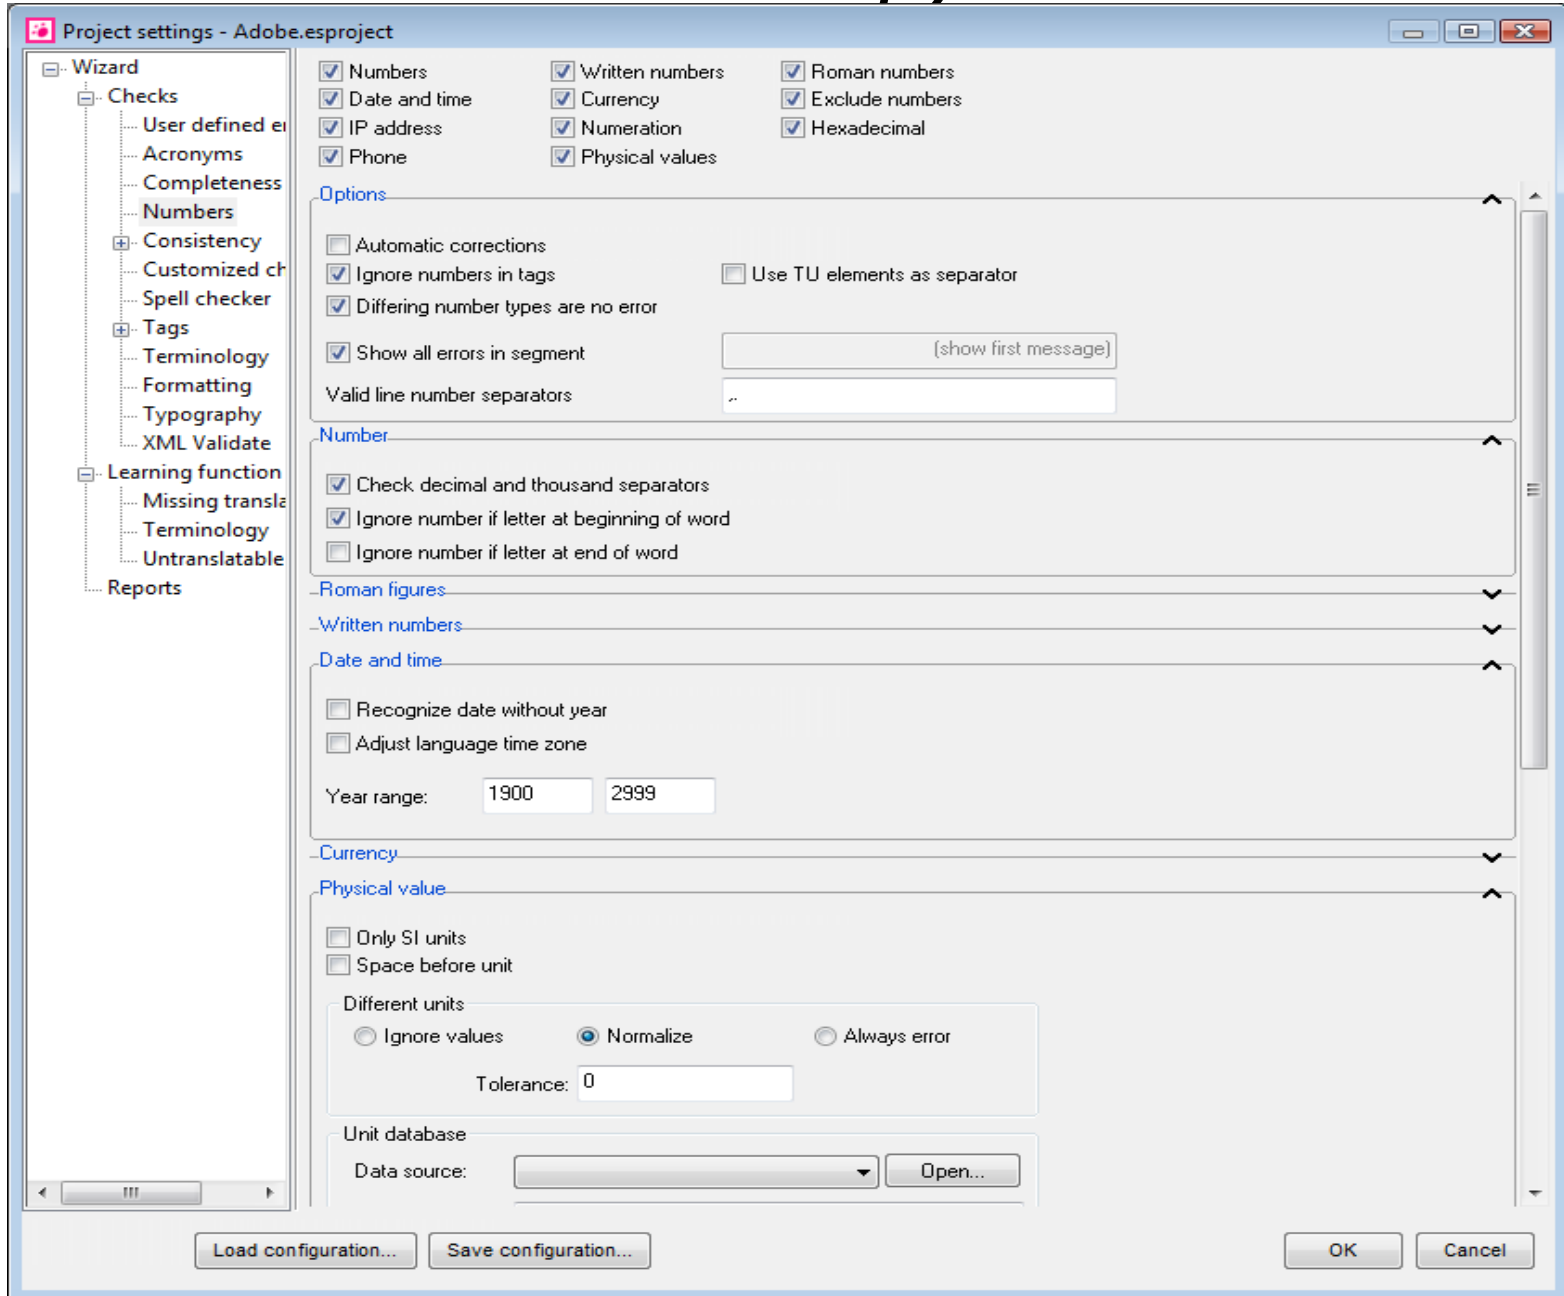 Project settings - Adobe.esproject
Wizard
Checks
User defined er
Acronyms
Completeness
Numbers
Consistency
Customized ch
Spell checker
Tags
Terminology
Formatting
Typography
XML Validate
Learning function
Missing transla
Terminology
Untranslatable
Reports
Numbers Written numbers Roman numbers
Date and time Currency Exclude numbers
IP address Numeration Hexadecimal
Phone Physical values
Options
Automatic corrections
Ignore numbers in tags Use TU elements as separator
Differing number types are no error
Show all errors in segment (show first message)
Valid line number separators ,.
Number
Check decimal and thousand separators
Ignore number if letter at beginning of word
Ignore number if letter at end of word
Roman figures
Written numbers
Date and time
Recognize date without year
Adjust language time zone
Year range: 1900 2999
Currency
Physical value
Only SI units
Space before unit
Different units
Ignore values Normalize Always error
Tolerance: 0
Unit database
Data source: Open...
Load configuration... Save configuration... OK Cancel